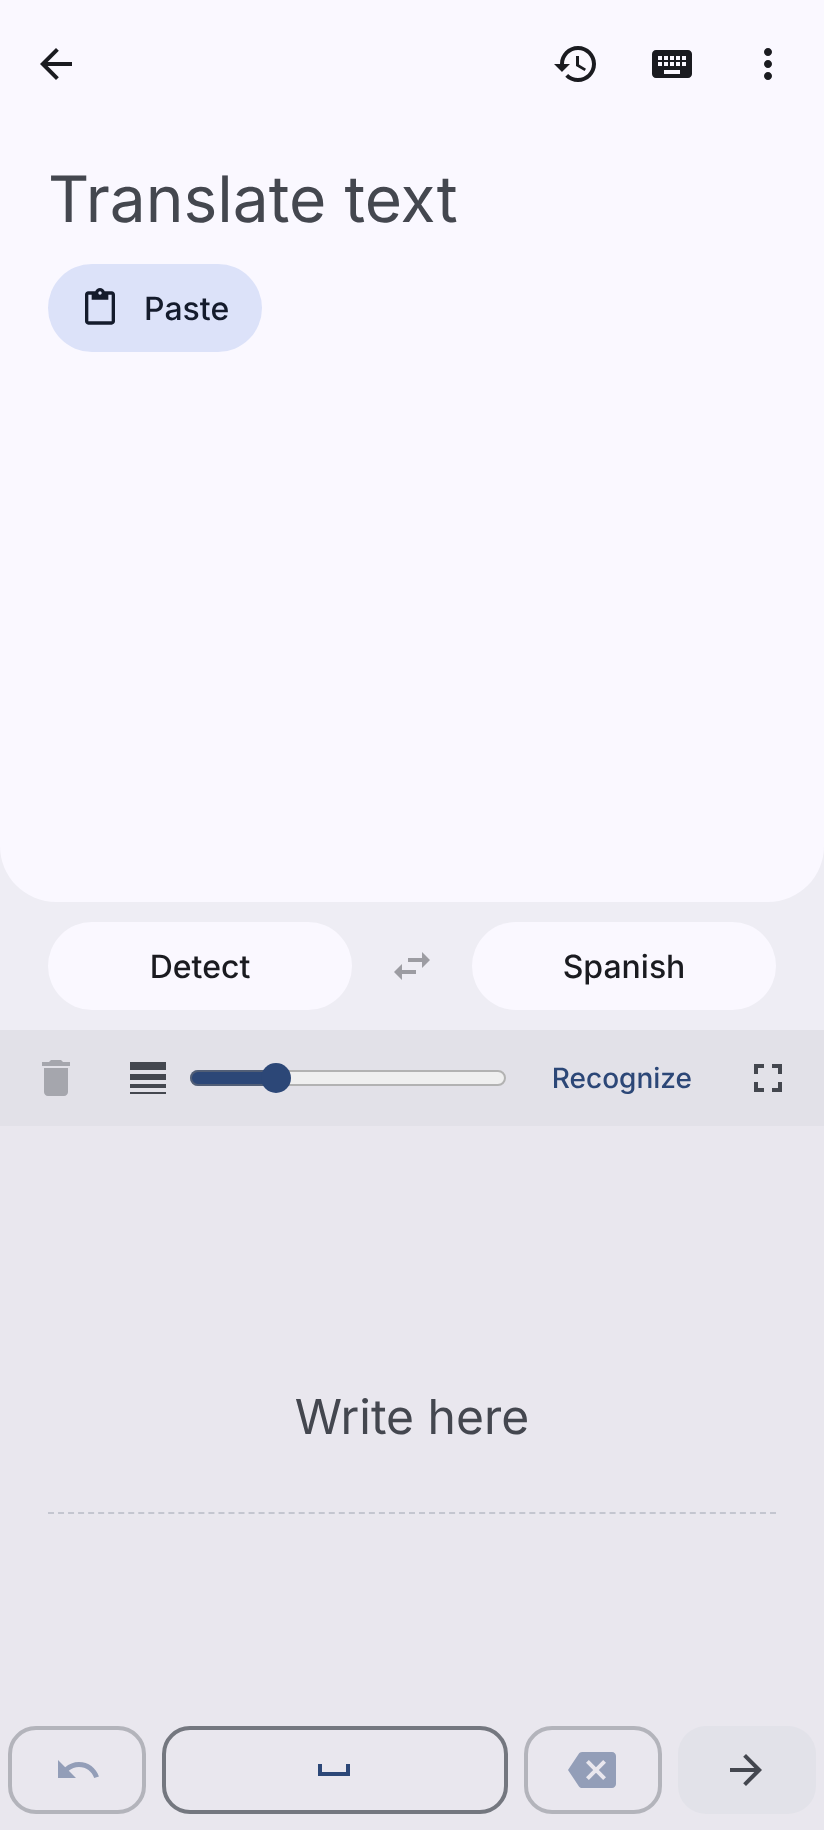 Translate text
Paste
Detect
Spanish
Recognize
Write here